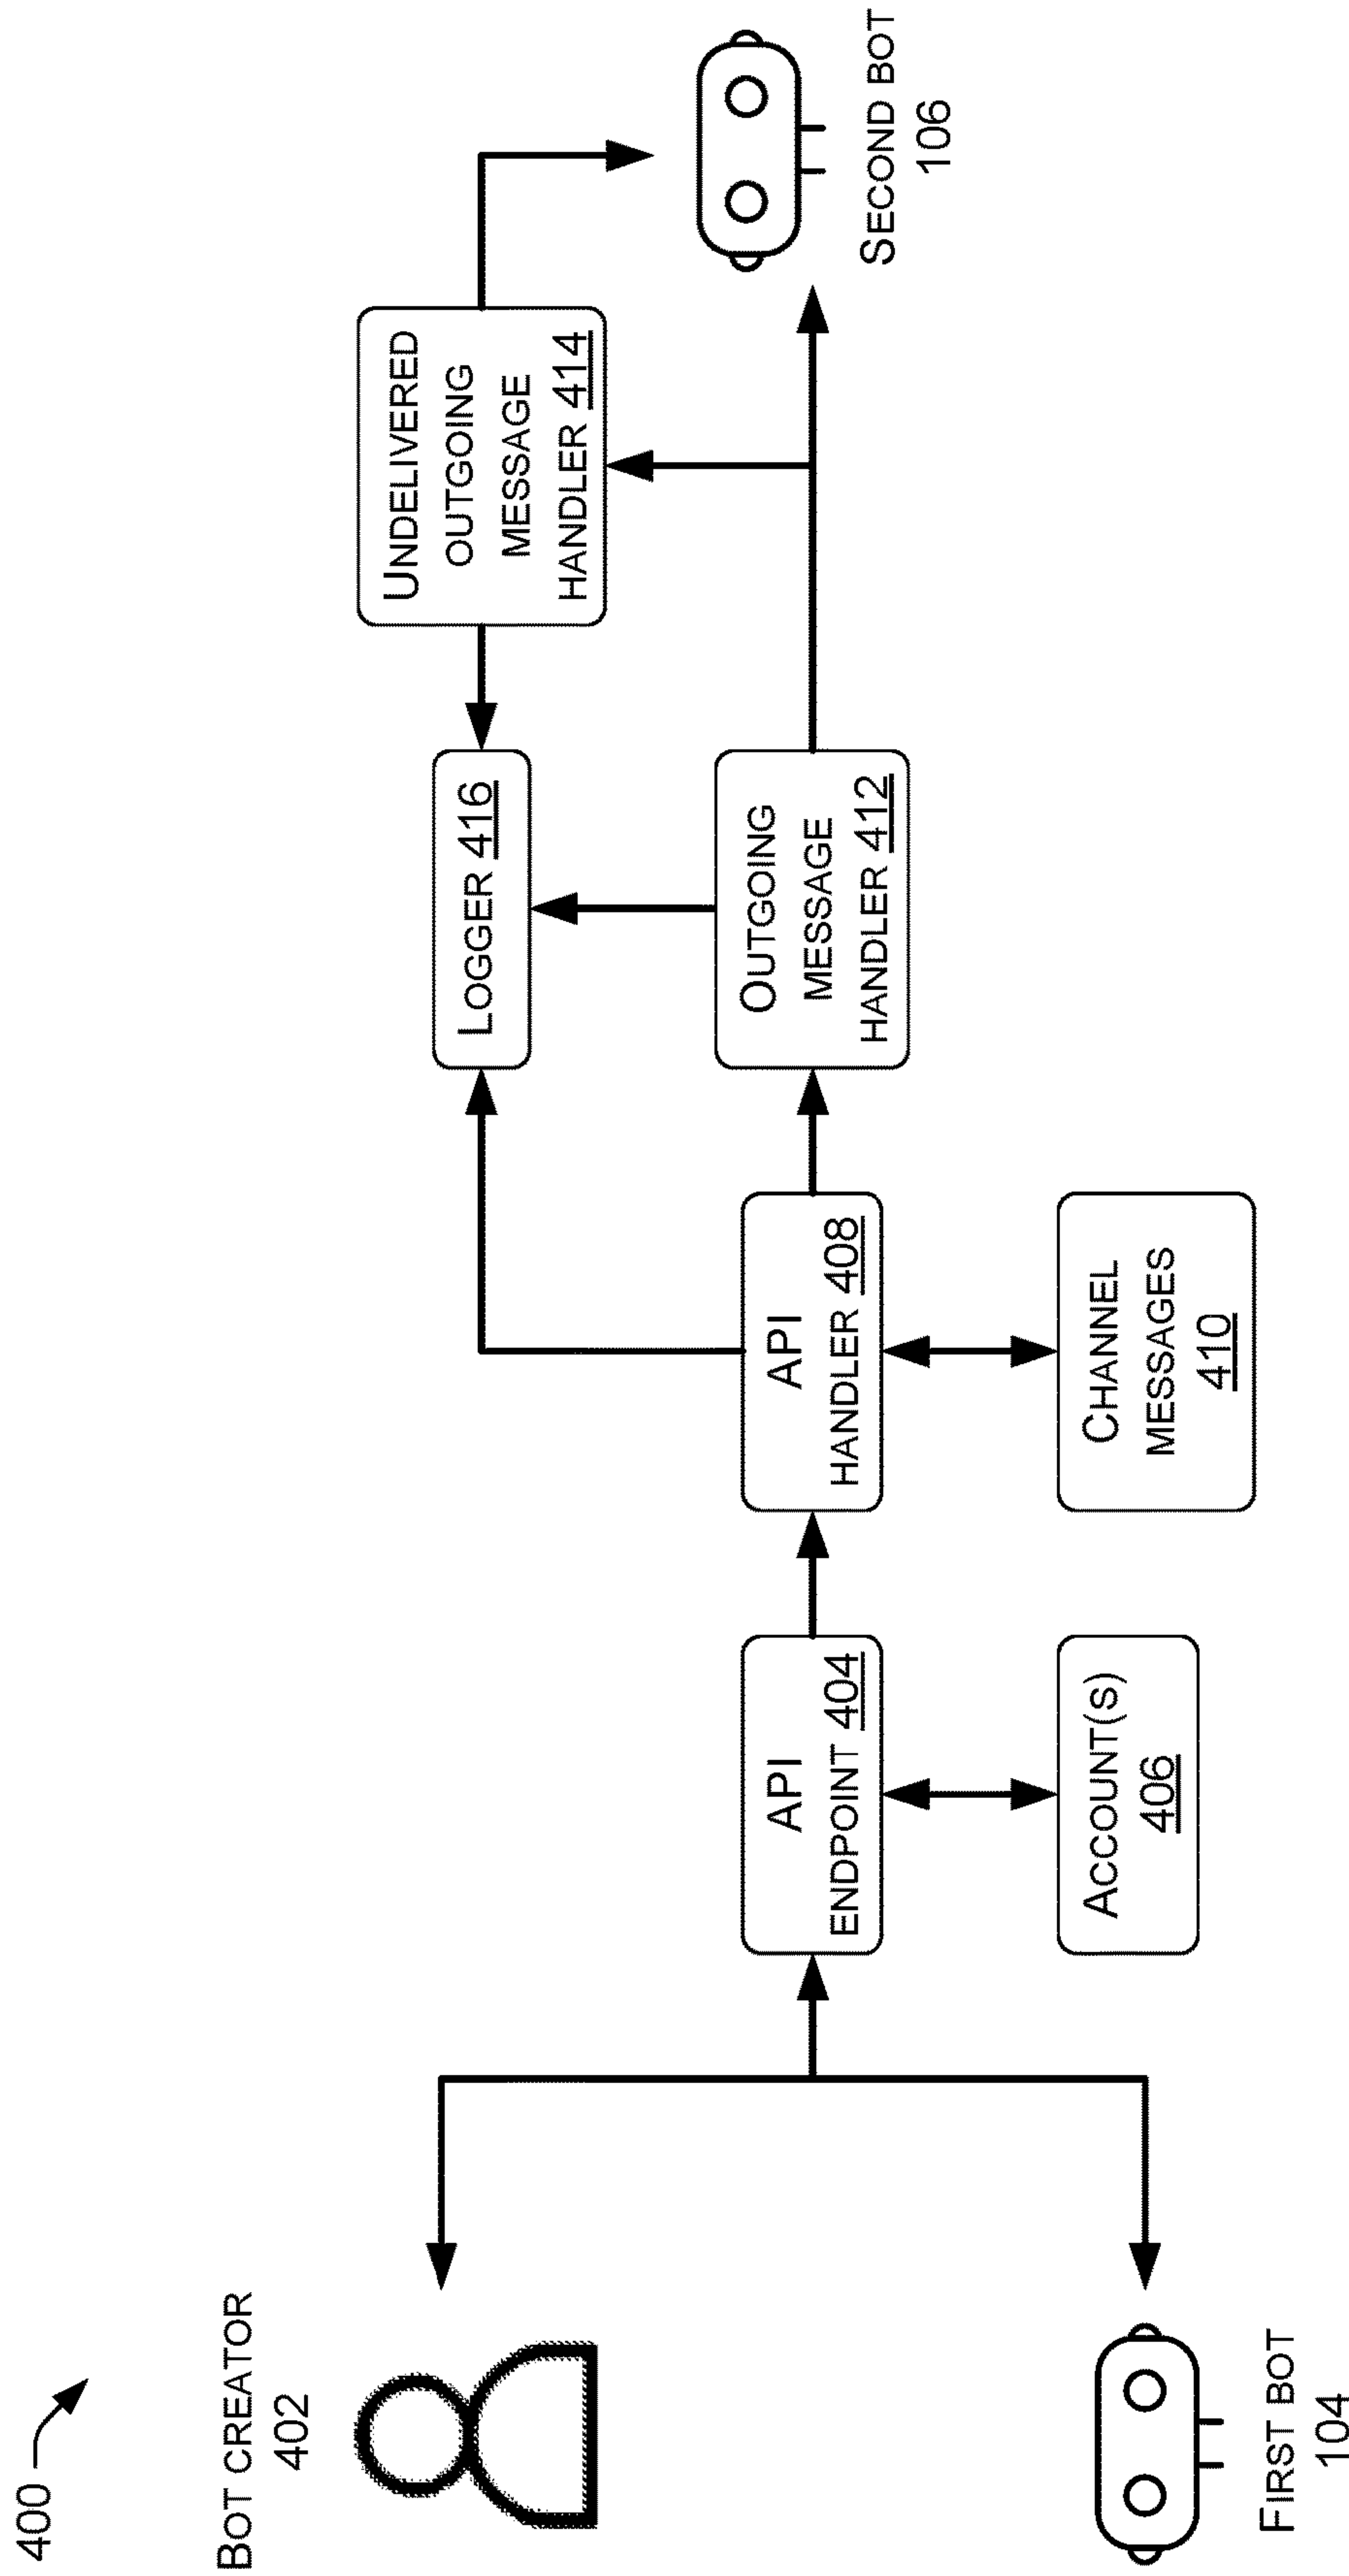 400
BOT CREATOR
402
FIRST BOT
104
API
ENDPOINT 404
ACCOUNT(S)
406
API
HANDLER 408
CHANNEL
MESSAGES
410
LOGGER 416
OUTGOING
MESSAGE
HANDLER 412
UNDELIVERED
OUTGOING
MESSAGE
HANDLER 414
SECOND BOT
106